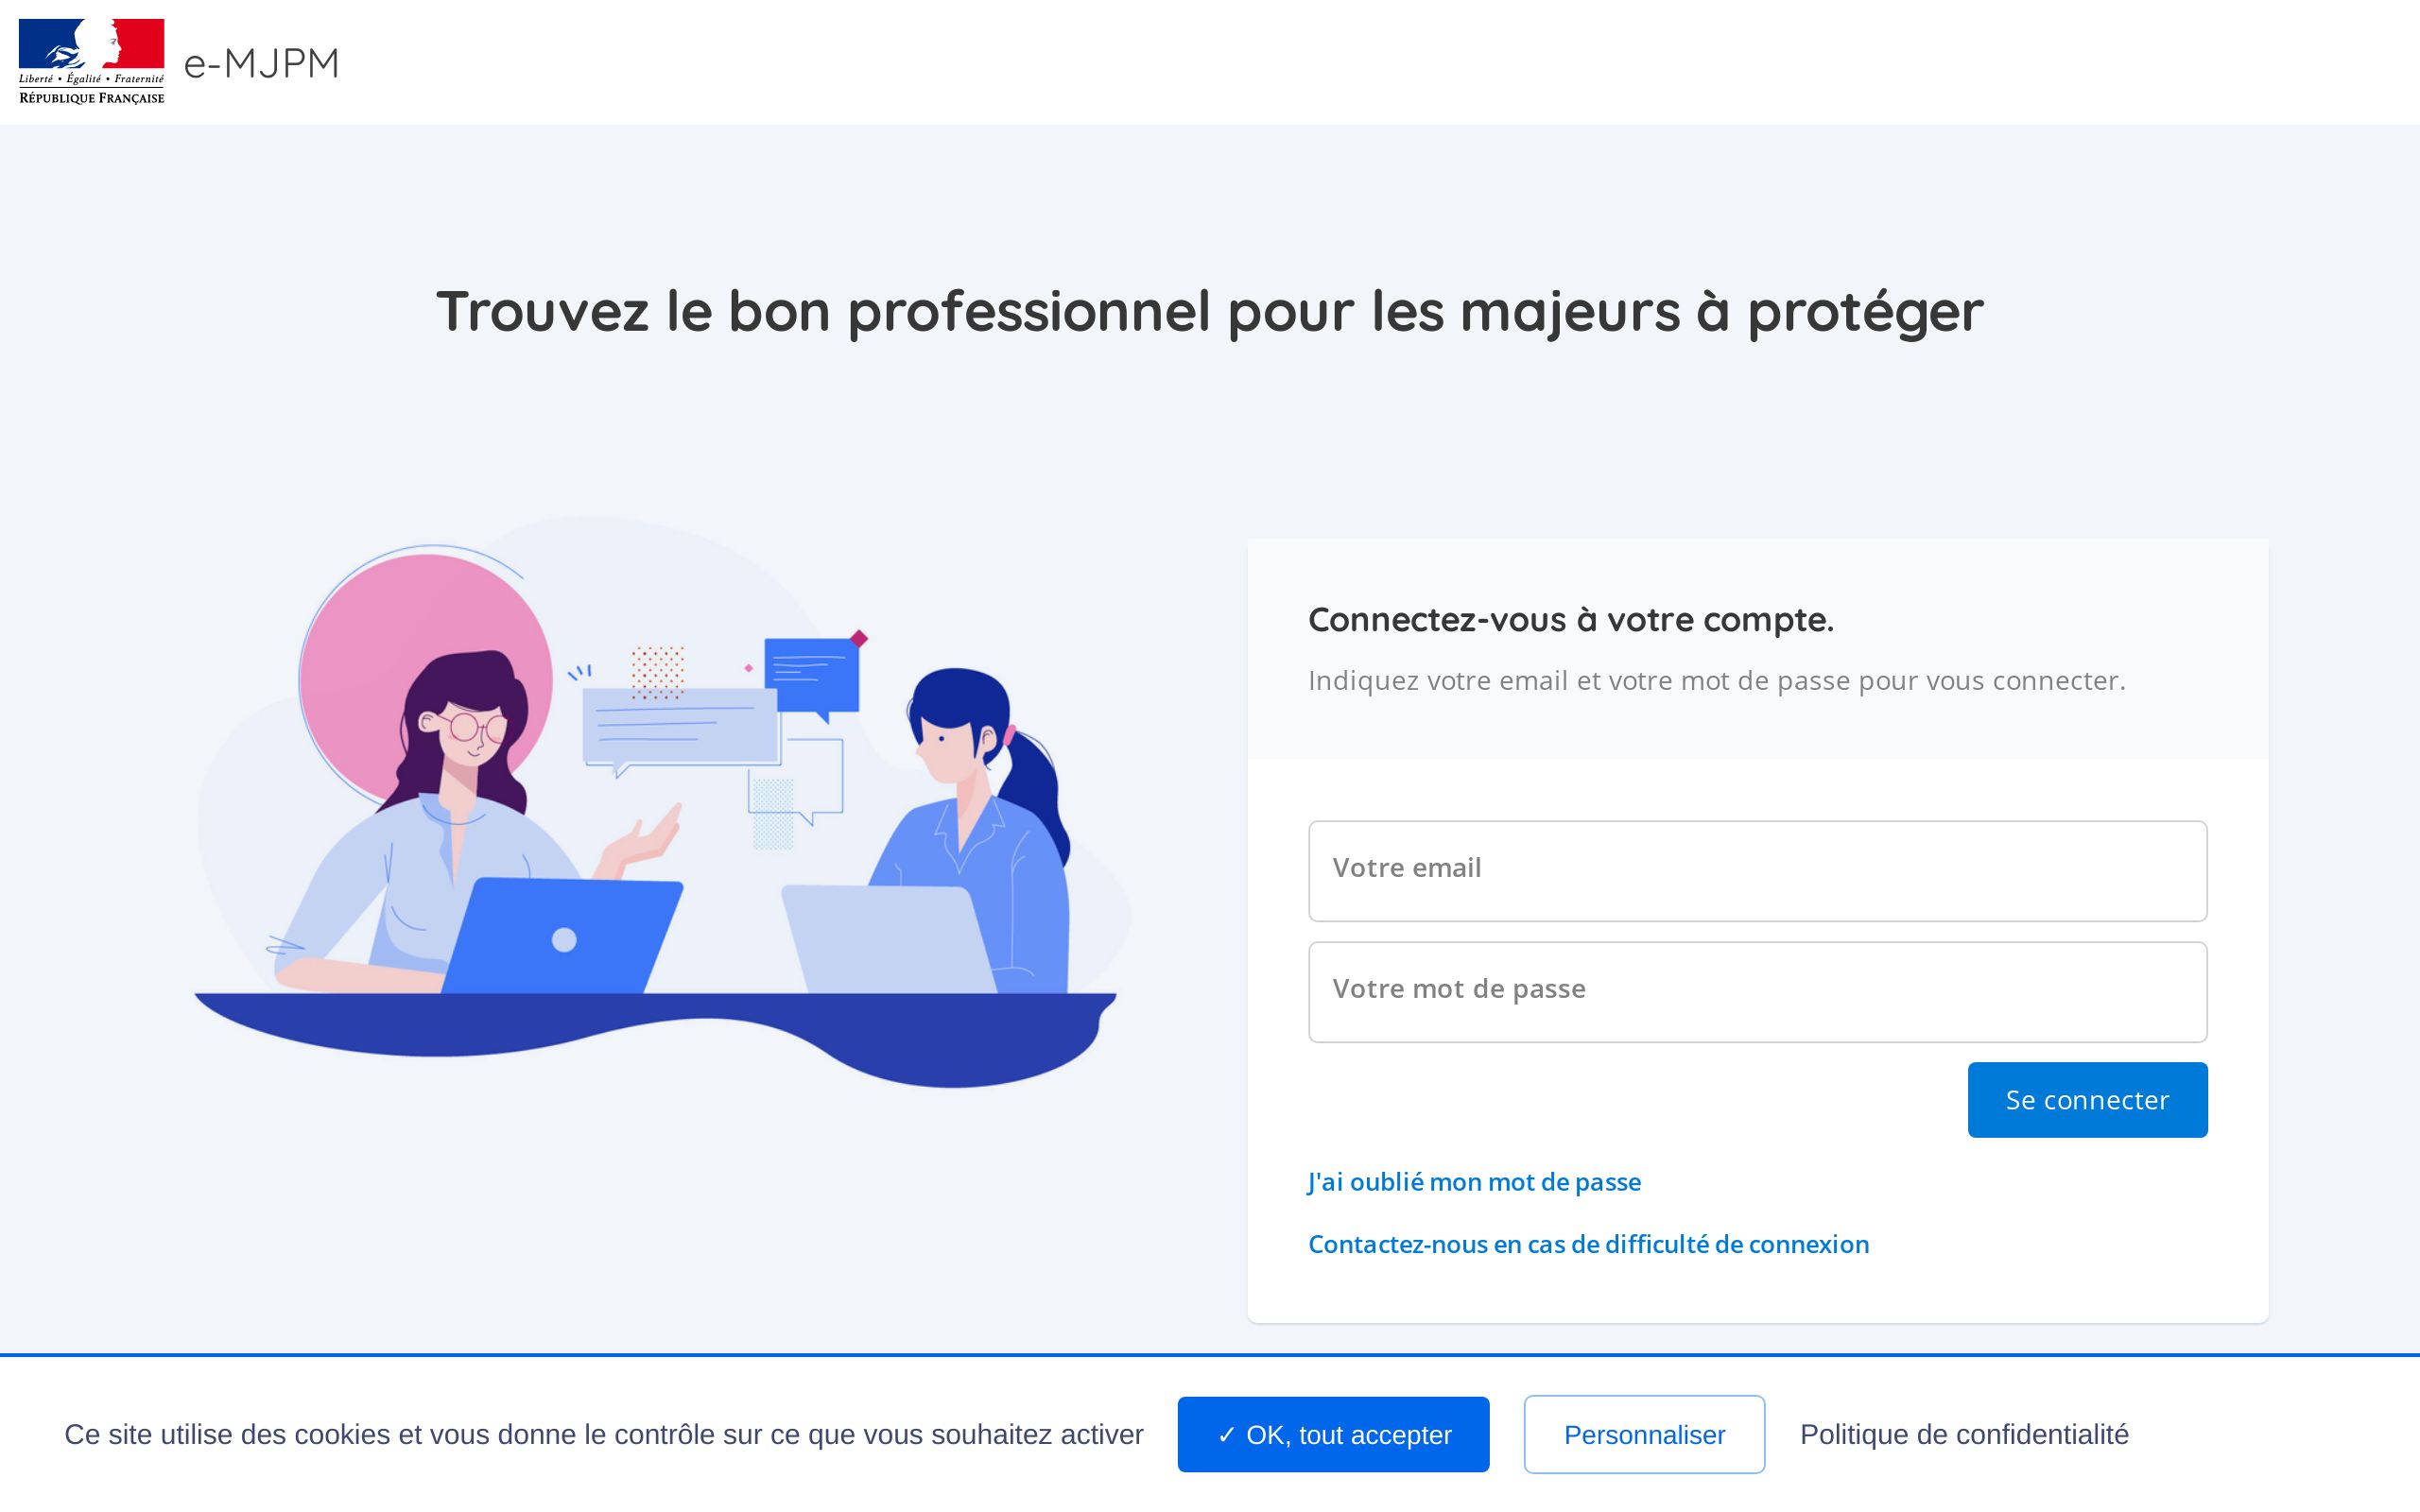 Liberté • Égalité • Fraternité
RÉPUBLIQUE FRANÇAISE
e-MJPM
Trouvez le bon professionnel pour les majeurs à protéger
Connectez-vous à votre compte.
Indiquez votre email et votre mot de passe pour vous connecter.
Votre email
Votre mot de passe
Se connecter
J'ai oublié mon mot de passe
Contactez-nous en cas de difficulté de connexion
Ce site utilise des cookies et vous donne le contrôle sur ce que vous souhaitez activer
✓ OK, tout accepter
Personnaliser
Politique de confidentialité